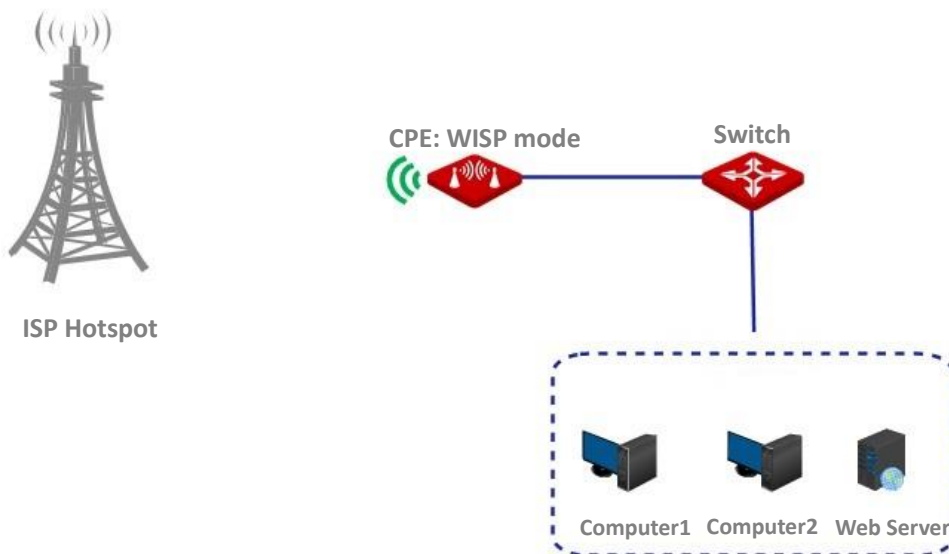 CPE: WISP mode
Switch
ISP Hotspot
Computer1
Computer2
Web Server